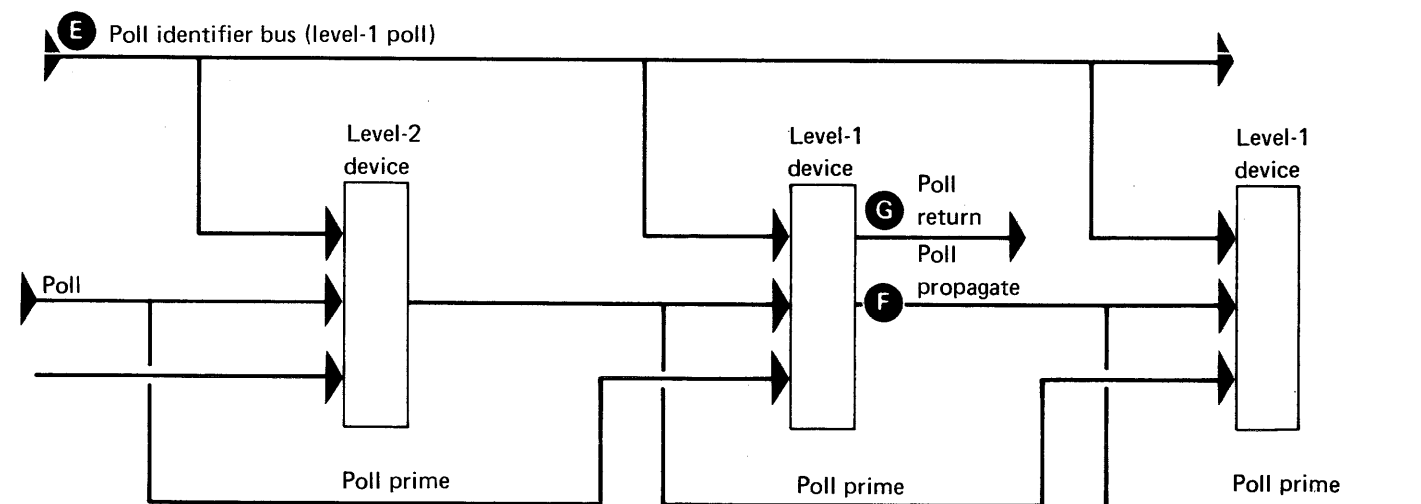 E Poll identifier bus (level-1 poll)
Level-2
device
Level-1
device
Level-1
device
G
Poll
return
Poll
Poll
propagate
F
Poll prime
Poll prime
Poll prime